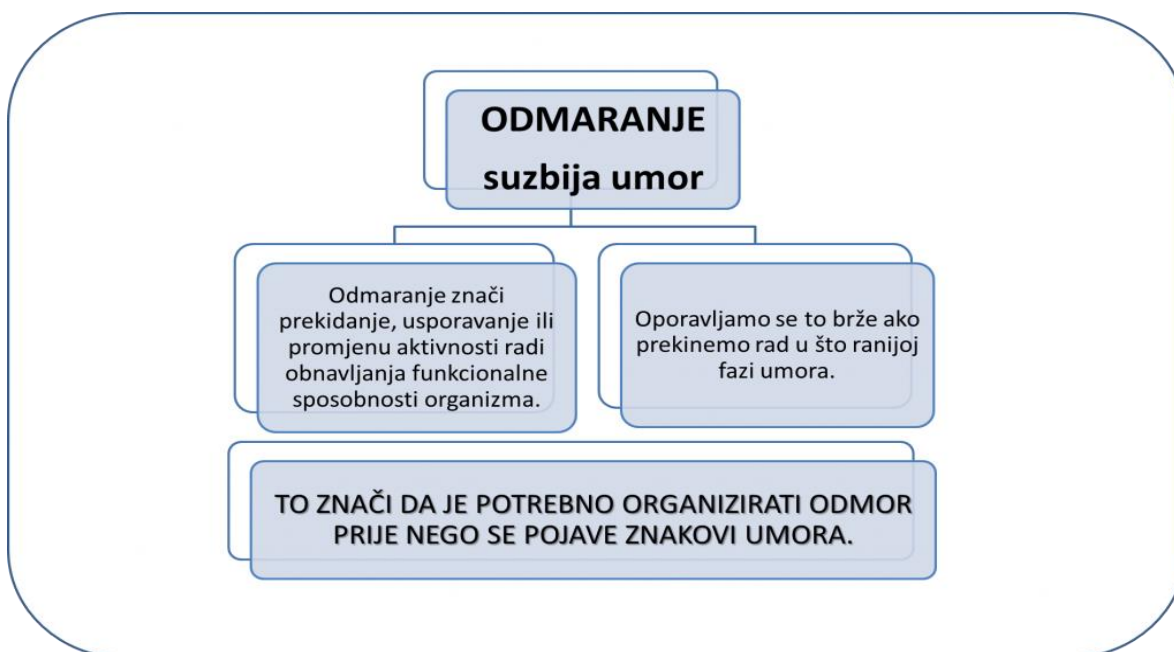 ODMARANJE
suzbija umor
Odmaranje znači
prekidanje, usporavanje ili
promjenu aktivnosti radi
obnavljanja funkcionalne
sposobnosti organizma.
Oporavljamo se to brže ako
prekinemo rad u što ranijoj
fazi umora.
TO ZNAČI DA JE POTREBNO ORGANIZIRATI ODMOR
PRIJE NEGO SE POJAVE ZNAKOVI UMORA.